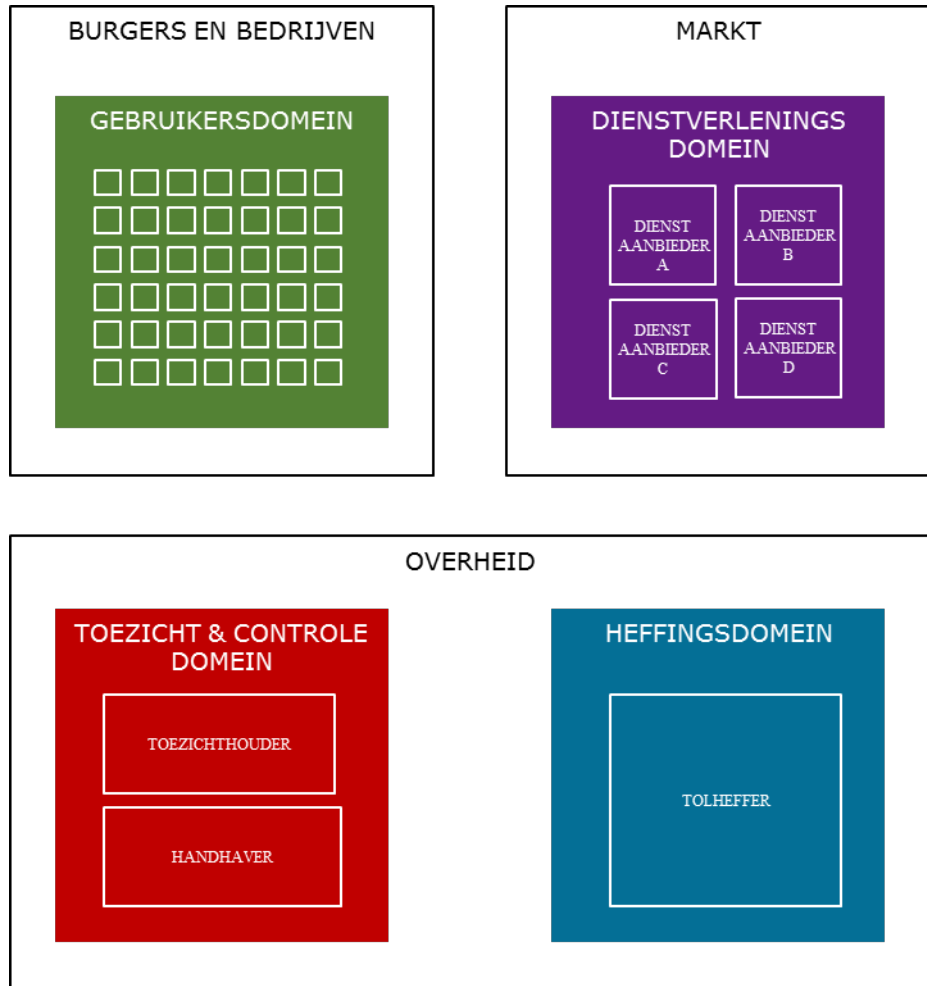 BURGERS EN BEDRIJVEN
GEBRUIKERSDOMEIN
MARKT
DIENSTVERLENINGS
DOMEIN
DIENST
AANBIEDER
A
DIENST
AANBIEDER
B
DIENST
AANBIEDER
C
DIENST
AANBIEDER
D
OVERHEID
TOEZICHT & CONTROLE
DOMEIN
TOEZICHTHOUDER
HANDHAVER
HEFFINGSDOMEIN
TOLHEFFER